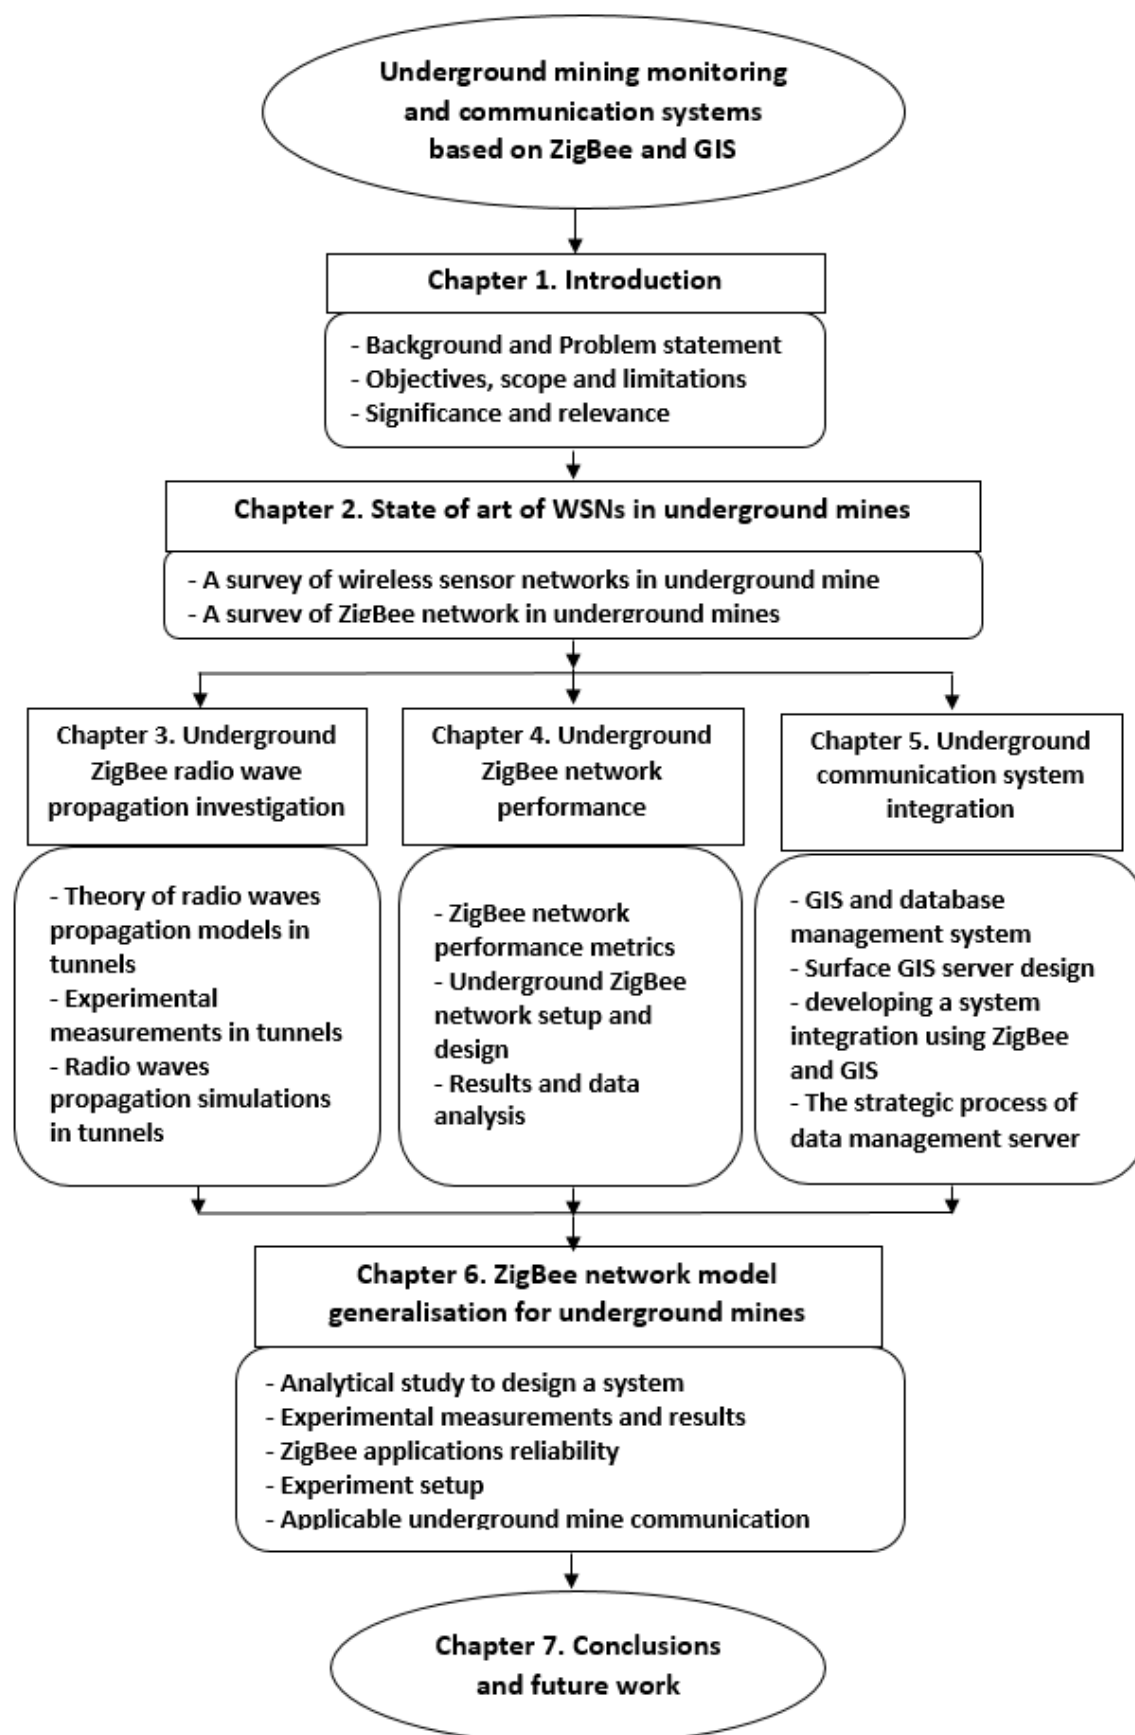 Underground mining monitoring
and communication systems
based on ZigBee and GIS
Chapter 1. Introduction
- Background and Problem statement
- Objectives, scope and limitations
- Significance and relevance
Chapter 2. State of art of WSNs in underground mines
- A survey of wireless sensor networks in underground mine
- A survey of ZigBee network in underground mines
Chapter 3. Underground
ZigBee radio wave
propagation investigation
- Theory of radio waves
propagation models in
tunnels
- Experimental
measurements in tunnels
- Radio waves
propagation simulations
in tunnels
Chapter 4. Underground
ZigBee network
performance
- ZigBee network
performance metrics
- Underground ZigBee
network setup and
design
- Results and data
analysis
Chapter 5. Underground
communication system
integration
- GIS and database
management system
- Surface GIS server design
- developing a system
integration using ZigBee
and GIS
- The strategic process of
data management server
Chapter 6. ZigBee network model
generalisation for underground mines
- Analytical study to design a system
- Experimental measurements and results
- ZigBee applications reliability
- Experiment setup
- Applicable underground mine communication
Chapter 7. Conclusions
and future work